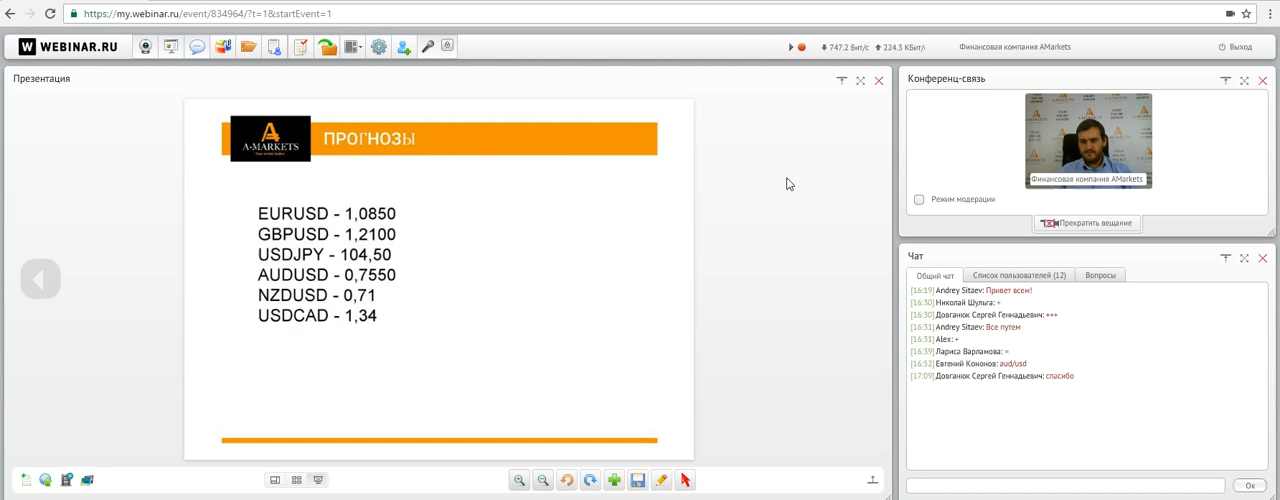 https://my.webinar.ru/event/834964/?t=1&startEvent=1
W WEBINAR.RU
747.2 Бит/с
224,3 КБит/
Финансовая компания AMarkets
Выход
Презентация
A-MARKETS
ПРОГНОЗЫ
EURUSD - 1,0850
GBPUSD - 1,2100
USDJPY - 104,50
AUDUSD - 0,7550
NZDUSD - 0,71
USDCAD - 1,34
Конференц-связь
Финансовая компания AMarkets
Режим модерации
Прекратить вещание
Чат
Общий чат
Список пользователей (12)
Вопросы
[16:19] Andrey Sitaev: Привет всем!
[16:30] Николай Шульга: +
[16:30] Довганюк Сергей Геннадьевич: +++
[16:31] Andrey Sitaev: Все путем
[16:31] Alex: +
[16:39] Лариса Варламова: =
[16:52] Евгений Кононов: aud/usd
[17:09] Довганюк Сергей Геннадьевич: спасибо
Ок